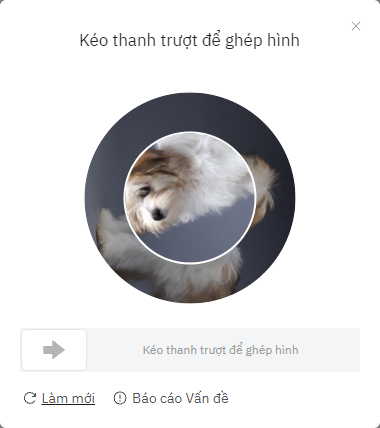 Kéo thanh trượt để ghép hình
Kéo thanh trượt để ghép hình
Làm mới
Báo cáo Vấn đề